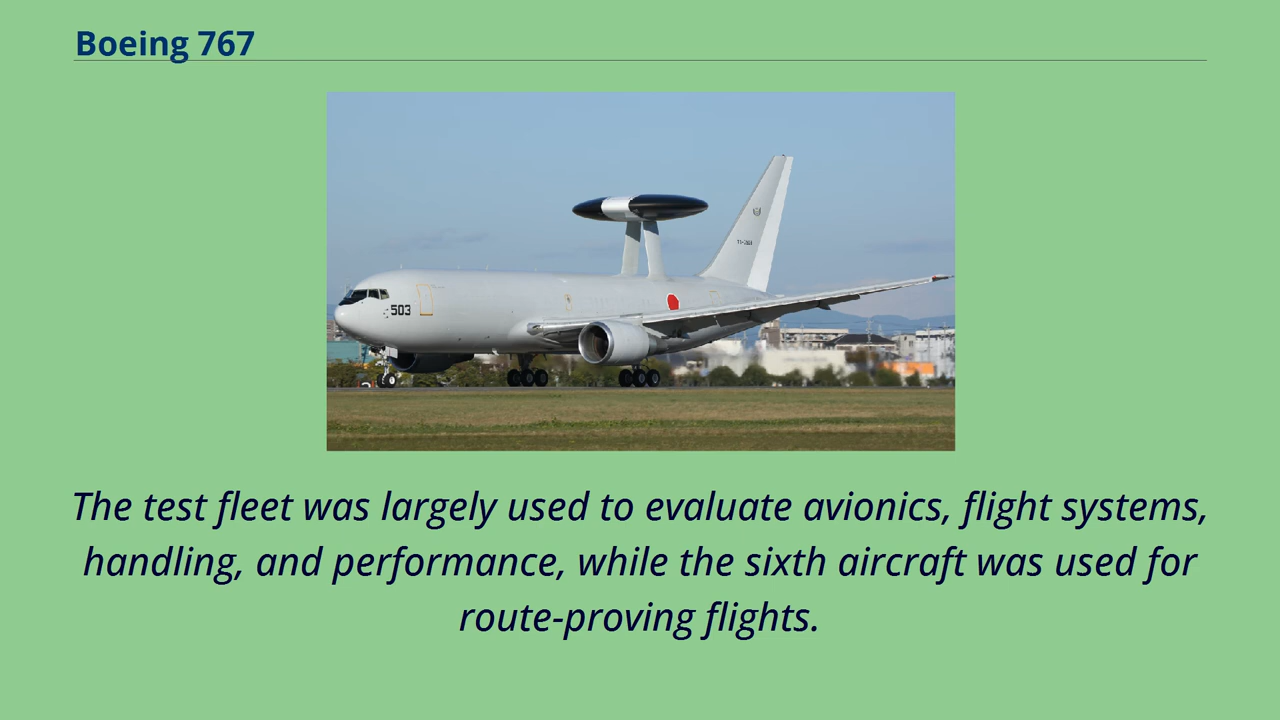 Boeing 767
503
The test fleet was largely used to evaluate avionics, flight systems,
handling, and performance, while the sixth aircraft was used for
route-proving flights.